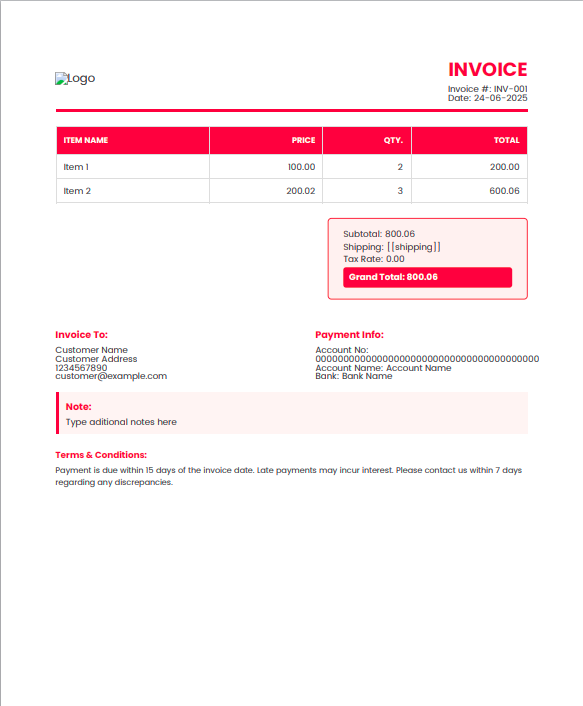 Logo
INVOICE
Invoice #: INV-001
Date: 24-06-2025
ITEM NAME PRICE QTY. TOTAL
Item 1 100.00 2 200.00
Item 2 200.02 3 600.06
Subtotal: 800.06
Shipping: [[shipping]]
Tax Rate: 0.00
Grand Total: 800.06
Invoice To:
Customer Name
Customer Address
1234567890
customer@example.com
Payment Info:
Account No:
0000000000000000000000000000000000000
Account Name: Account Name
Bank: Bank Name
Note:
Type aditional notes here
Terms & Conditions:
Payment is due within 15 days of the invoice date. Late payments may incur interest. Please contact us within 7 days
regarding any discrepancies.